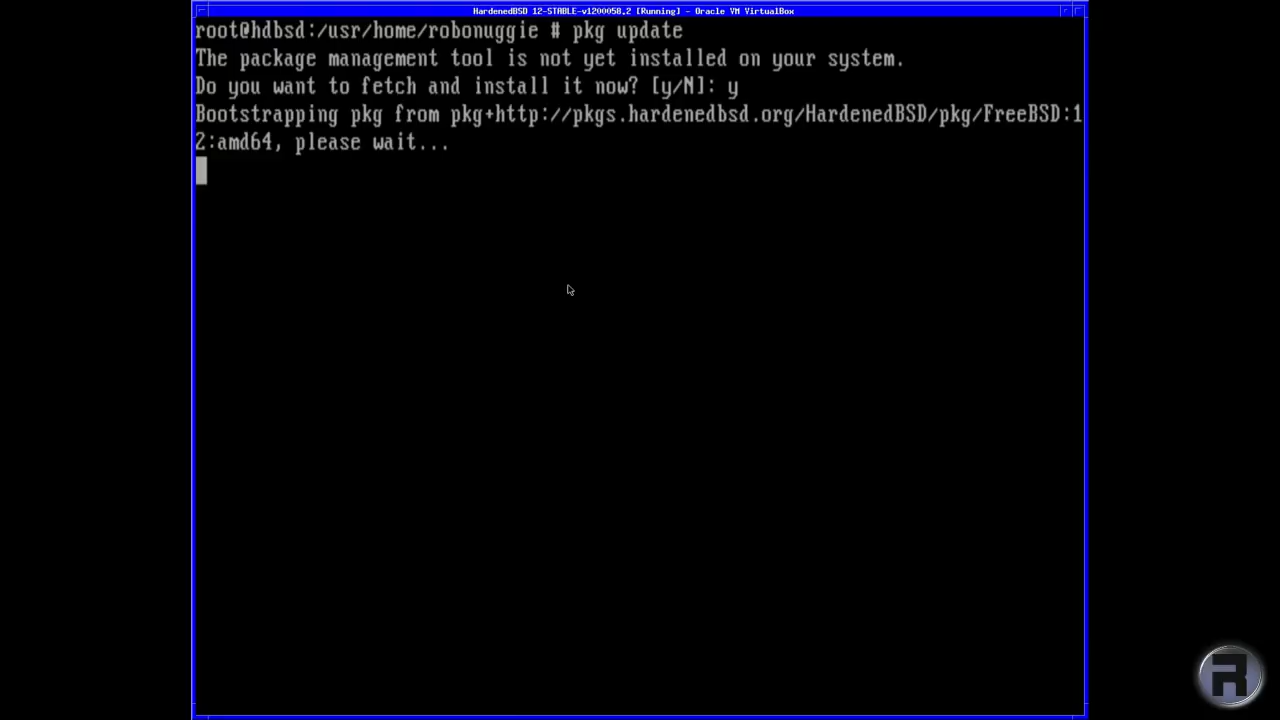 HardenedBSD 12-STABLE-v1200058.2 [Running] - Oracle VM VirtualBox
root@hdbsd:/usr/home/robonuggie # pkg update
The package management tool is not yet installed on your system.
Do you want to fetch and install it now? [y/N]: y
Bootstrapping pkg from pkg+http://pkgs.hardenedbsd.org/HardenedBSD/pkg/FreeBSD:1
2:amd64, please wait...
R